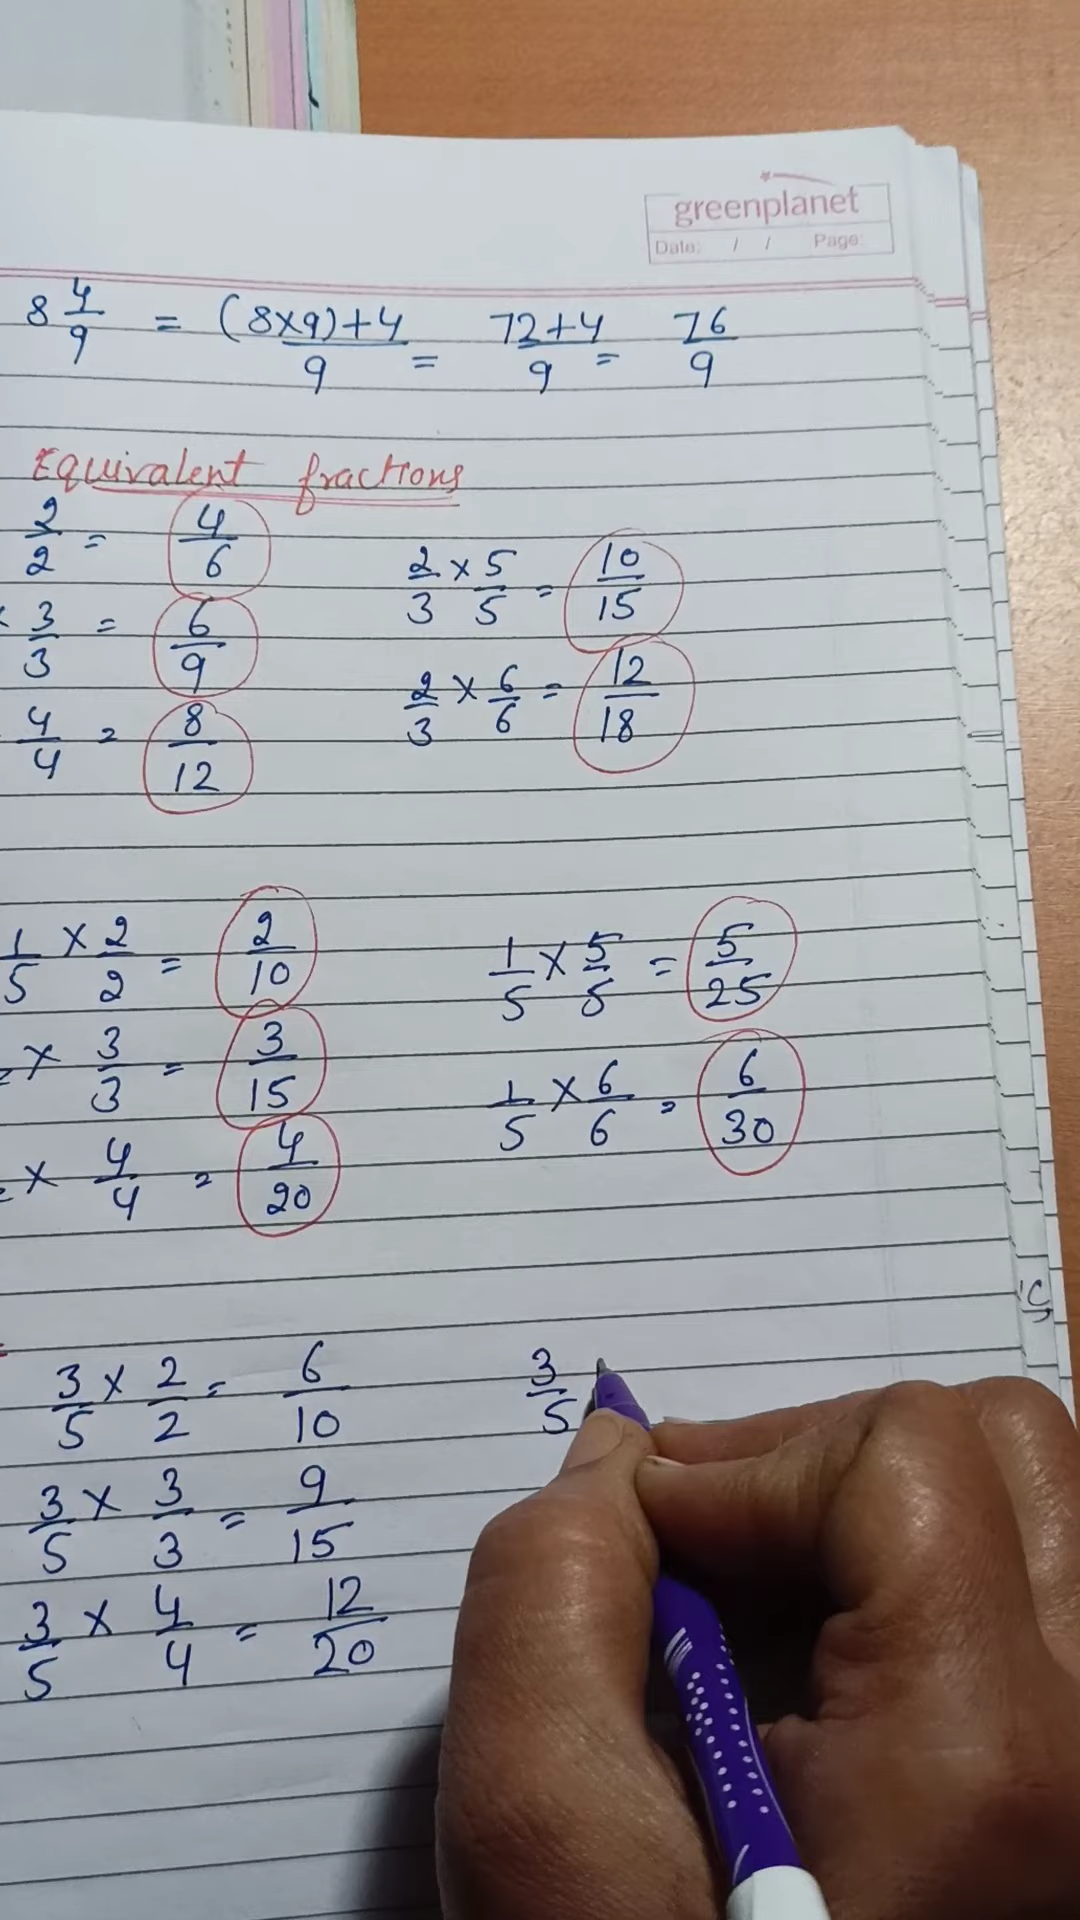 greenplanet
Date: / / Page:
8 4/9 = (8×9)+4/9 = 72+4/9 = 76/9
Equivalent fractions
2/2 = 4/6
2/3 × 5/5 = 10/15
× 3/3 = 6/9
2/3 × 6/6 = 12/18
4/4 = 8/12
1/5 × 2/2 = 2/10
1/5 × 5/5 = 5/25
× 3/3 = 3/15
1/5 × 6/6 = 6/30
× 4/4 = 4/20
3/5 × 2/2 = 6/10
3/5
3/5 × 3/3 = 9/15
3/5 × 4/4 = 12/20